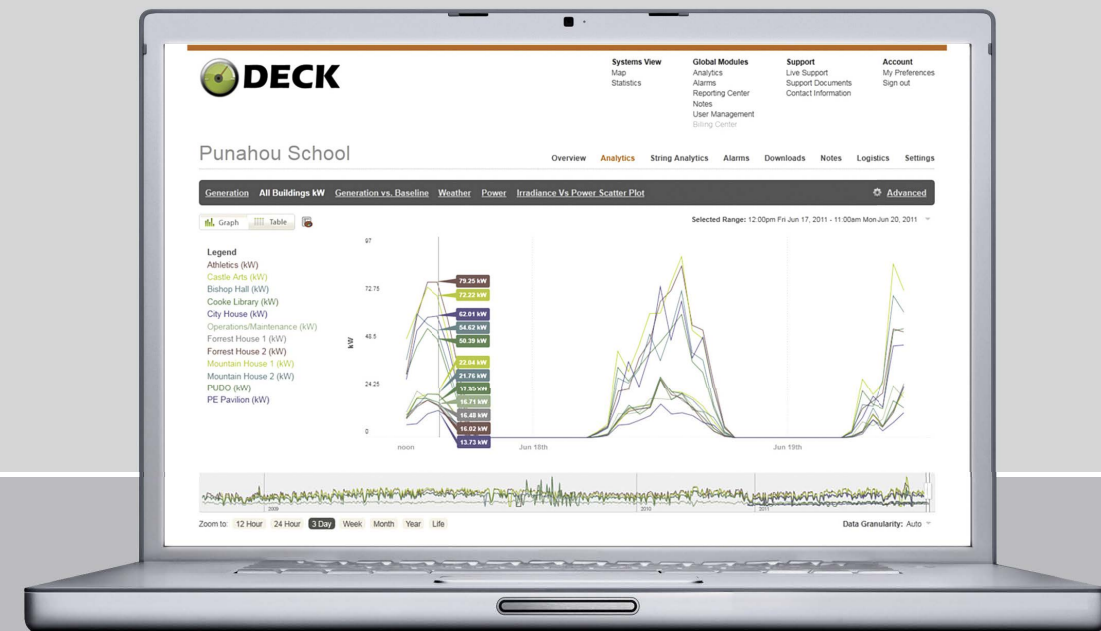 DECK
Systems View
Map
Statistics
Global Modules
Analytics
Alarms
Reporting Center
Notes
User Management
Billing Center
Support
Live Support
Support Documents
Contact Information
Account
My Preferences
Sign out
Punahou School
Overview Analytics String Analytics Alarms Downloads Notes Logistics Settings
Generation All Buildings kW Generation vs. Baseline Weather Power Irradiance Vs Power Scatter Plot Advanced
Graph Table
Selected Range: 12:00pm Fri Jun 17, 2011 - 11:00am Mon Jun 20, 2011
Legend
Athletics (kW)
Castle Arts (kW)
Bishop Hall (kW)
Cooke Library (kW)
City House (kW)
Operations/Maintenance (kW)
Forrest House 1 (kW)
Forrest House 2 (kW)
Mountain House 1 (kW)
Mountain House 2 (kW)
PUDO (kW)
PE Pavilion (kW)
97
72.75
48.5
24.25
0
kW
79.25 kW
72.22 kW
62.01 kW
54.62 kW
50.39 kW
22.04 kW
21.76 kW
kW
16.71 kW
16.48 kW
16.02 kW
13.73 kW
noon Jun 18th Jun 19th
2009 2010 2011
Zoom to: 12 Hour 24 Hour 3 Day Week Month Year Life
Data Granularity: Auto